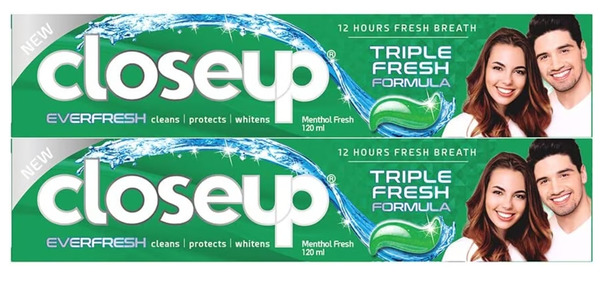 NEW
closeup®
EVERFRESH cleans | protects | whitens
Menthol Fresh
120 ml
12 HOURS FRESH BREATH
TRIPLE
FRESH
FORMULA
NEW
closeup®
EVERFRESH cleans | protects | whitens
Menthol Fresh
120 ml
12 HOURS FRESH BREATH
TRIPLE
FRESH
FORMULA